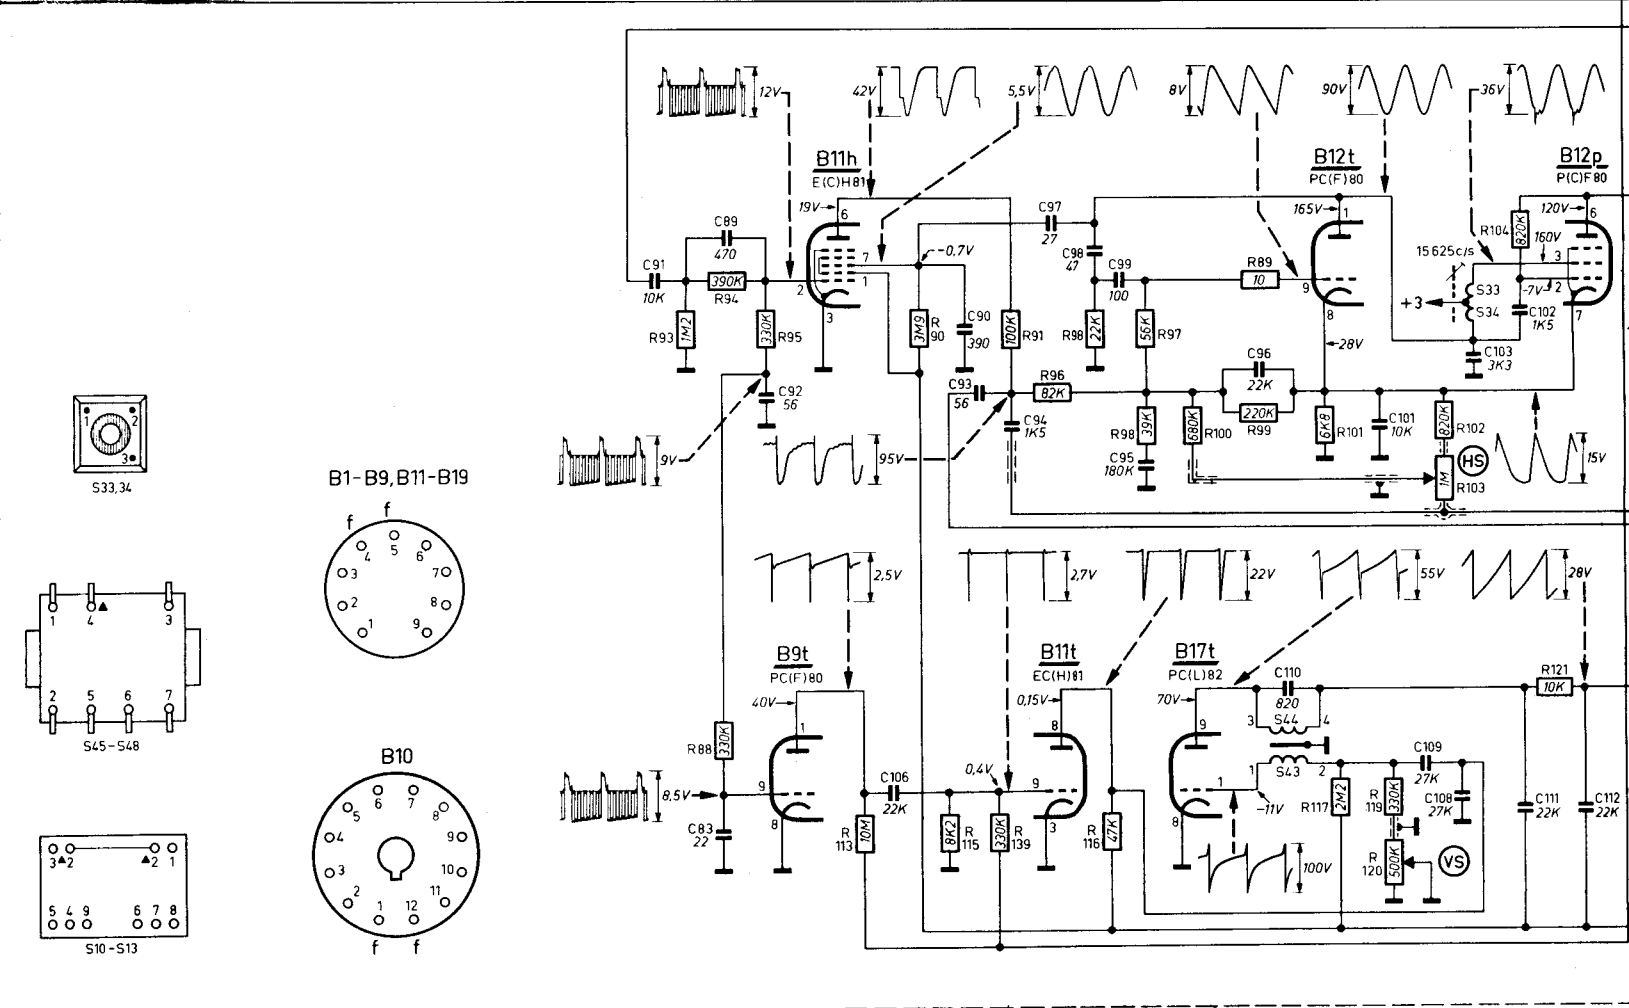 12V
42V
5,5V
8V
90V
36V
B11h
E(C)H81
B12t
PC(F)80
B12p
P(C)F80
19V
6
C97
27
165V
1
120V
6
R104
820K
160V
3
C89
470
7
1
-0,7V
C98
47
C99
100
R89
10
9
15625c/s
C91
10K
390K
R94
2
3
8
+3
S33
S34
-7V
2
C102
1K5
7
R93
1M2
330K
R95
3M9
R
90
C90
390
100K
R91
R98
22K
56K
R97
28V
C103
3K3
C92
56
C93
56
R96
82K
C94
1K5
C96
22K
220K
R99
R98
39K
C95
180K
680K
R100
6K8
R101
C101
10K
820K
R102
HS
1M
R103
15V
9V
95V
1
2
3
S33,34
B1-B9, B11-B19
f
f
4
5
6
3
7
2
8
1
9
2,5V
2,7V
22V
55V
28V
1
4
3
2
5
6
7
S45-S48
B9t
PC(F)80
40V
1
B11t
EC(H)81
0,15V
8
B17t
PC(L)82
70V
9
C110
820
3
S44
4
R121
10K
R88
330K
9
8
8,5V
C83
22
C106
22K
0,4V
9
3
1
-11V
1
S43
2
C109
27K
C108
27K
R
113
10M
R
115
8K2
330K
R
139
R
116
47K
8
100V
R117
2M2
R
119
330K
R
120
500K
VS
C111
22K
C112
22K
B10
6
7
5
8
4
9
3
10
2
11
1
12
f
f
3
2
2
1
5
4
9
6
7
8
S10-S13